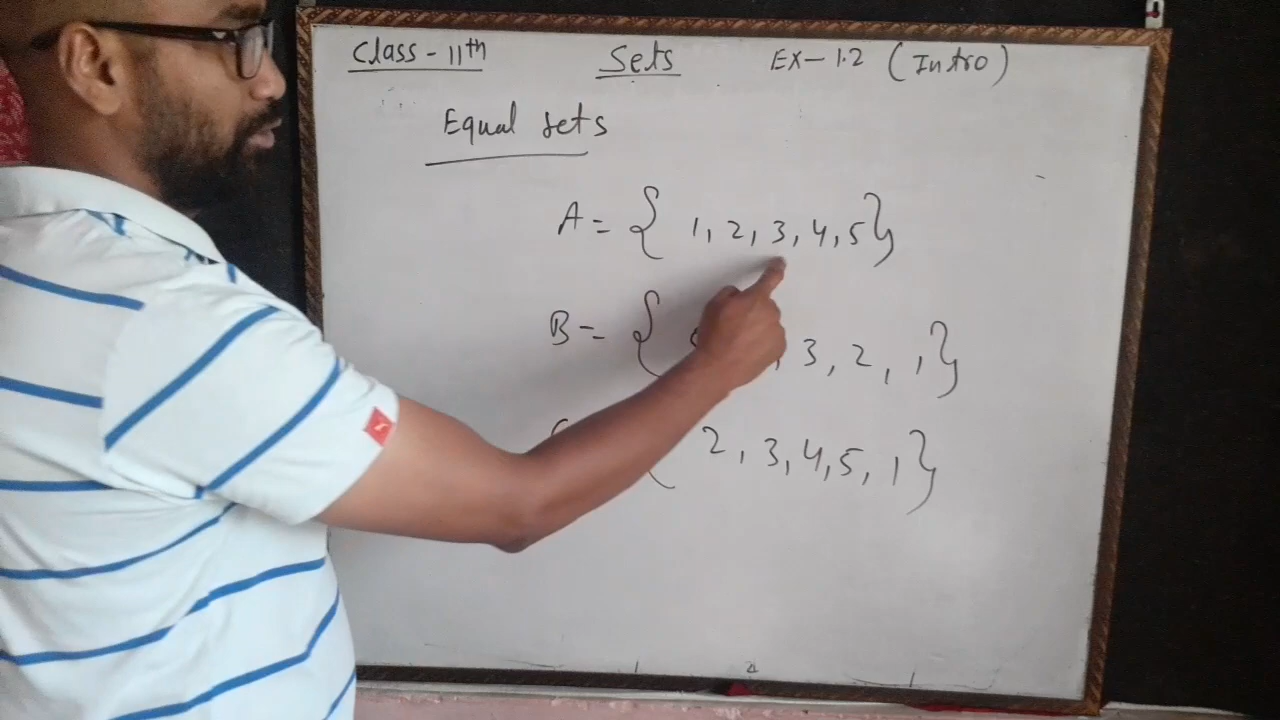 Class - 11th Sets EX - 1.2 (Intro)
Equal sets
A = { 1, 2, 3, 4, 5}
B = { , 3, 2, 1}
2, 3, 4, 5, 1}